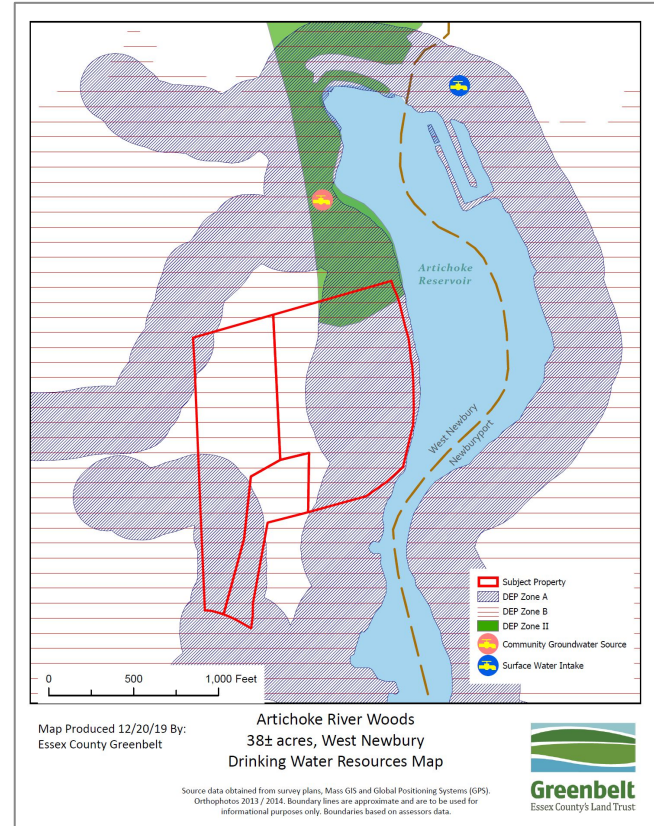 Artichoke
Reservoir
West Newbury
Newburyport
Subject Property
DEP Zone A
DEP Zone B
DEP Zone II
Community Groundwater Source
Surface Water Intake
0 500 1,000 Feet
Map Produced 12/20/19 By:
Essex County Greenbelt
Artichoke River Woods
38± acres, West Newbury
Drinking Water Resources Map
Source data obtained from survey plans, Mass GIS and Global Positioning Systems (GPS).
Orthophotos 2013 / 2014. Boundary lines are approximate and are to be used for
informational purposes only. Boundaries based on assessors data.
Greenbelt
Essex County's Land Trust